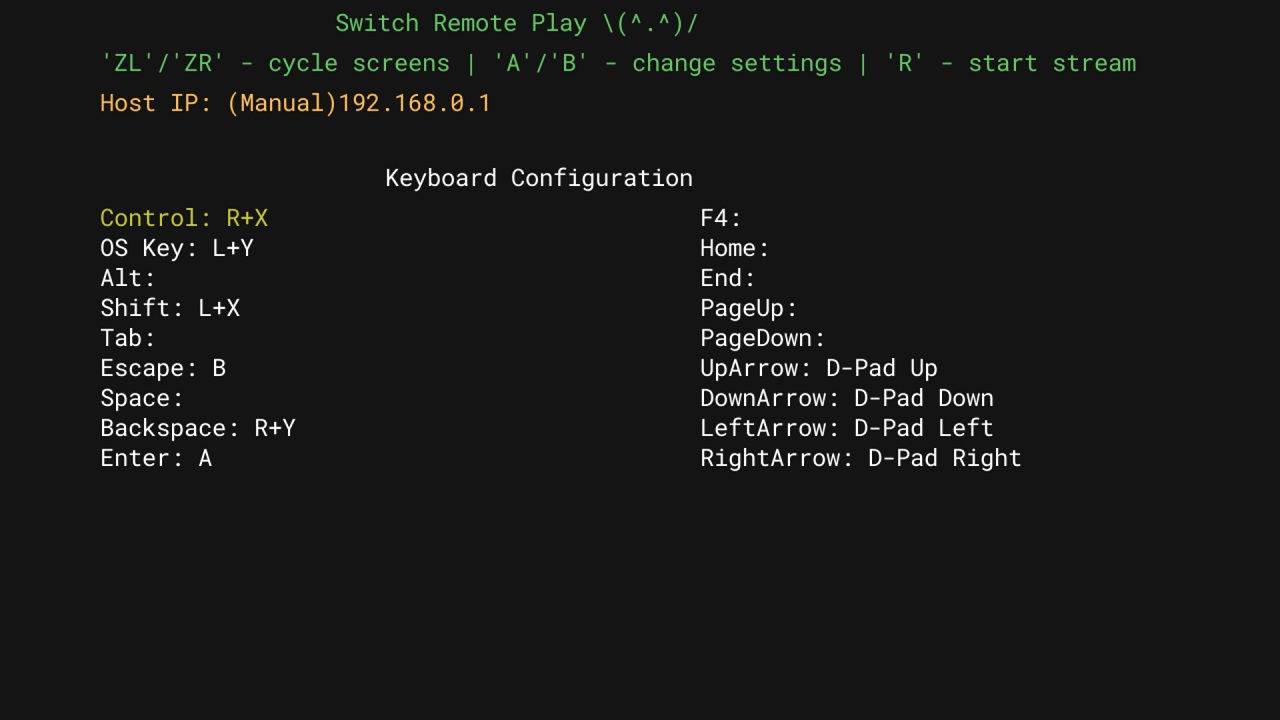 Switch Remote Play \(^.^)/
'ZL'/'ZR' - cycle screens | 'A'/'B' - change settings | 'R' - start stream
Host IP: (Manual)192.168.0.1
Keyboard Configuration
Control: R+X
OS Key: L+Y
Alt:
Shift: L+X
Tab:
Escape: B
Space:
Backspace: R+Y
Enter: A
F4:
Home:
End:
PageUp:
PageDown:
UpArrow: D-Pad Up
DownArrow: D-Pad Down
LeftArrow: D-Pad Left
RightArrow: D-Pad Right